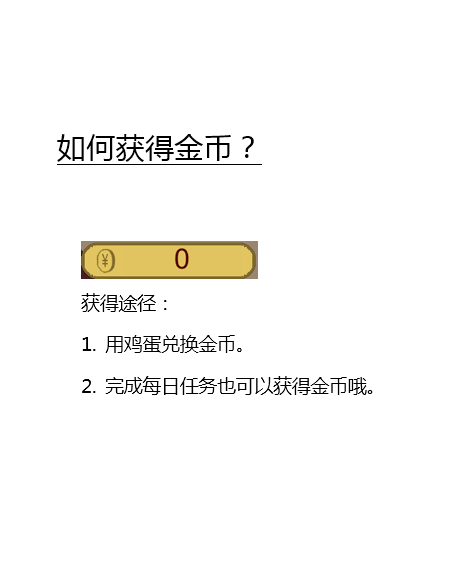 如何获得金币？
¥ 0
获得途径：
1. 用鸡蛋兑换金币。
2. 完成每日任务也可以获得金币哦。